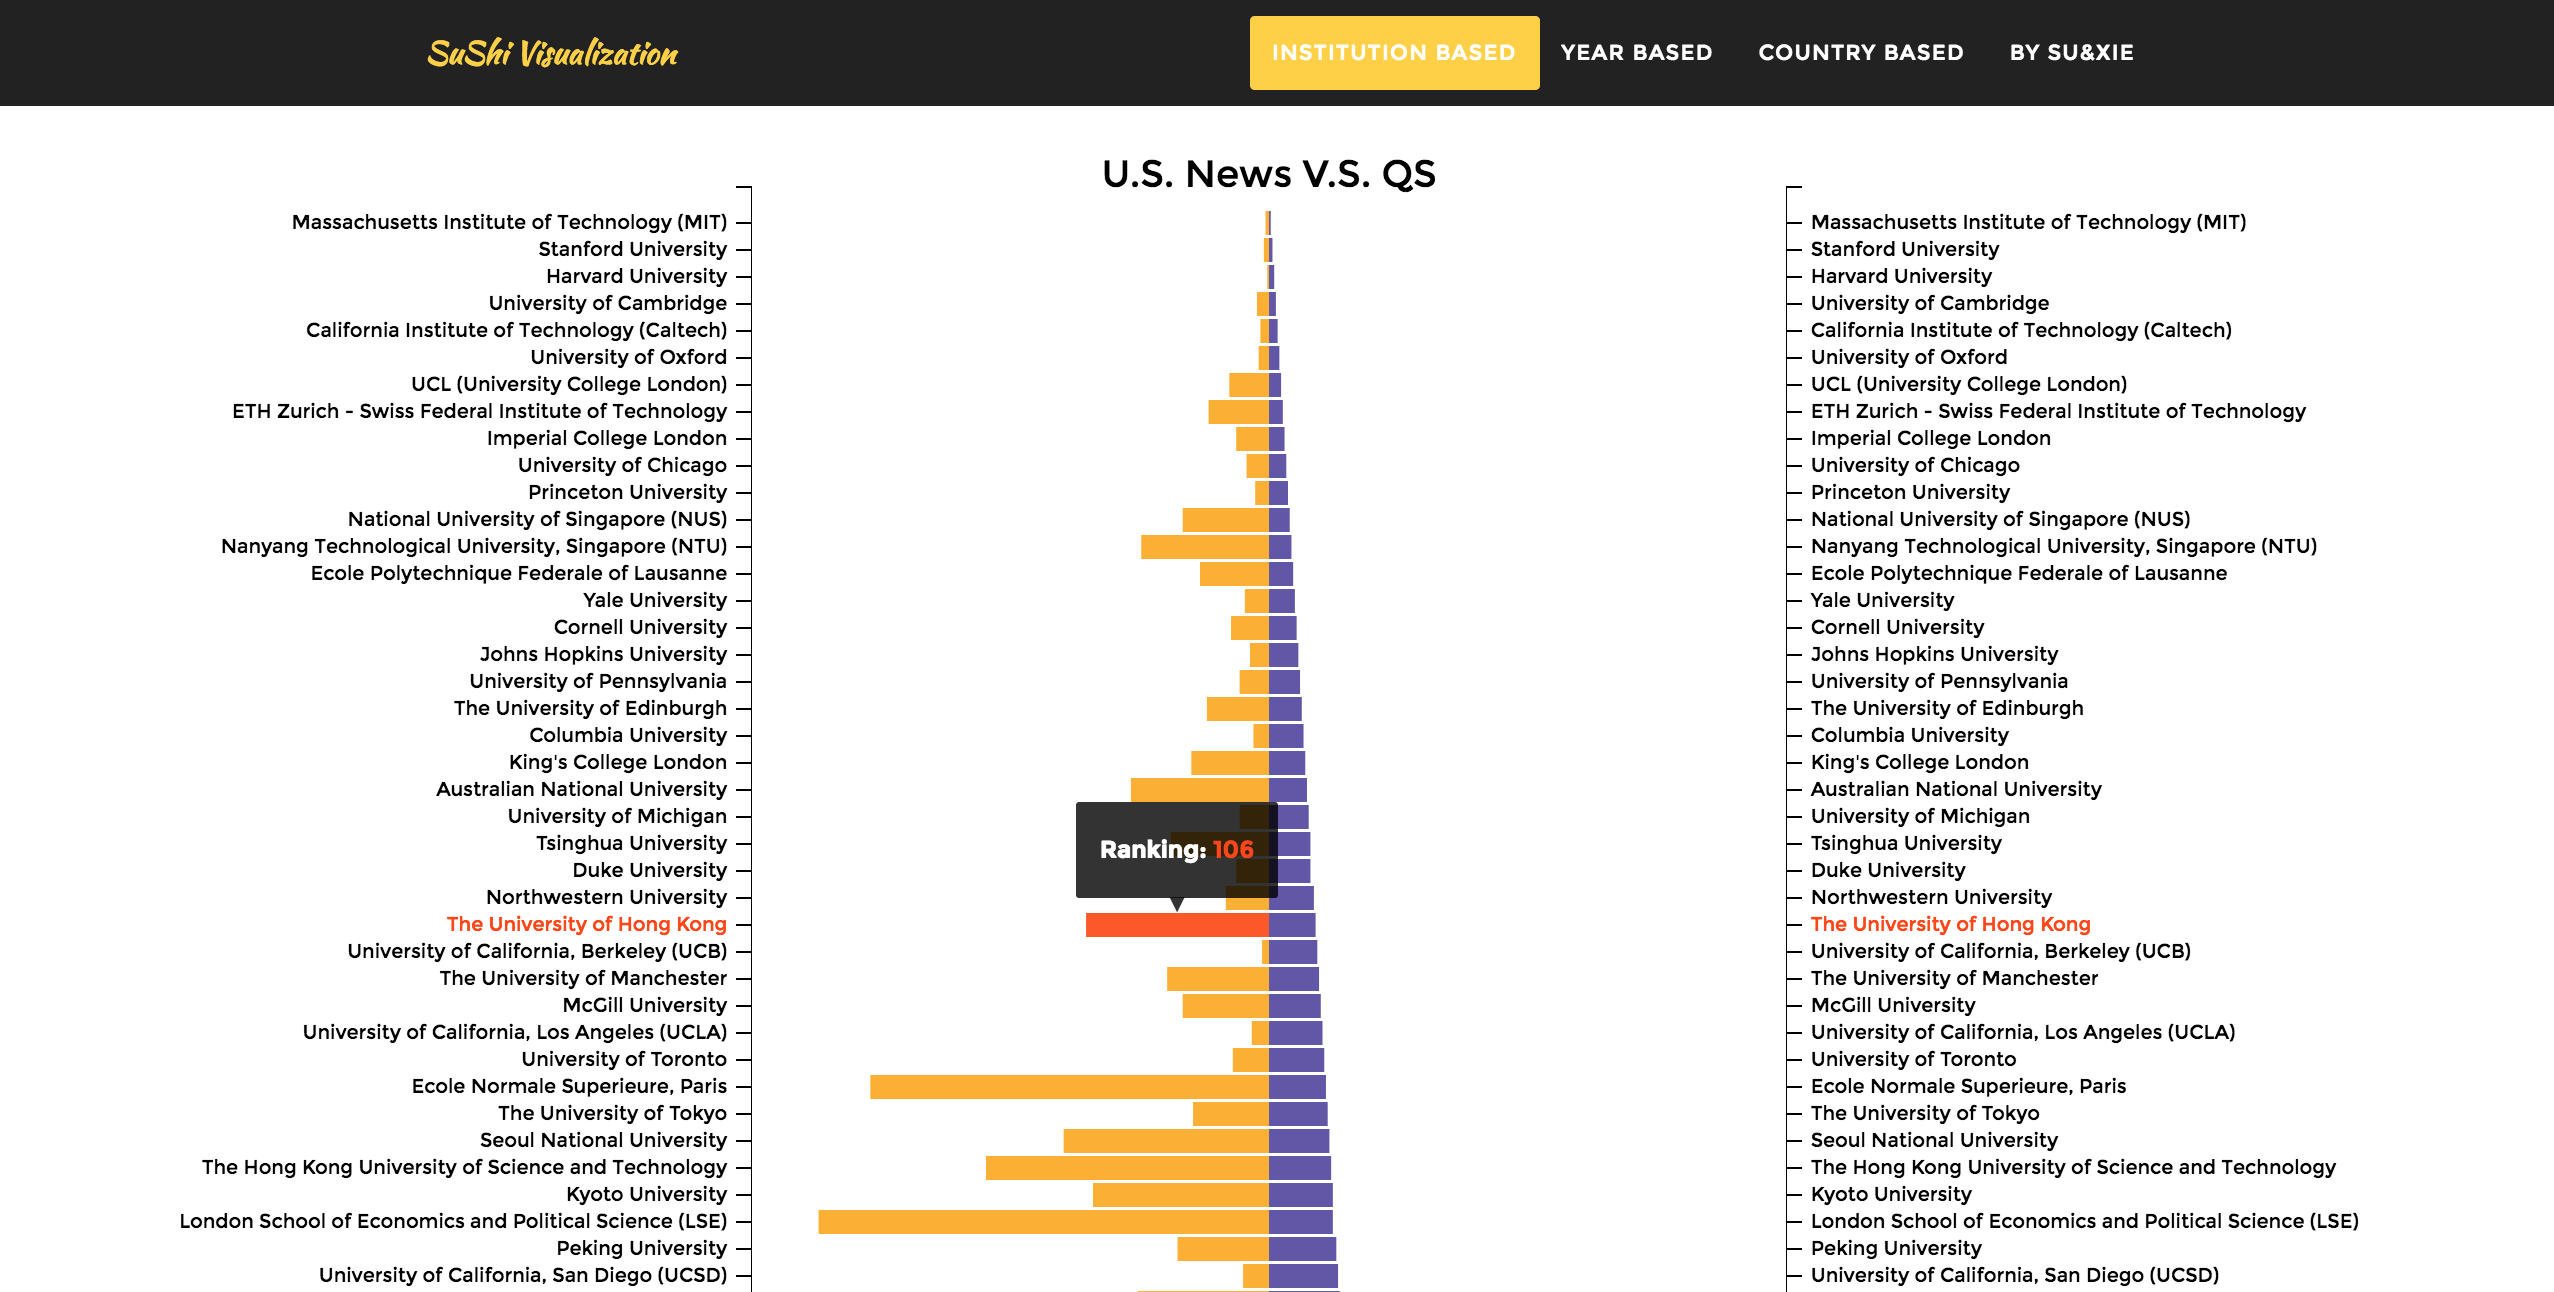 SuShi Visualization
INSTITUTION BASED YEAR BASED COUNTRY BASED BY SU&XIE
U.S. News V.S. QS
Massachusetts Institute of Technology (MIT)
Stanford University
Harvard University
University of Cambridge
California Institute of Technology (Caltech)
University of Oxford
UCL (University College London)
ETH Zurich - Swiss Federal Institute of Technology
Imperial College London
University of Chicago
Princeton University
National University of Singapore (NUS)
Nanyang Technological University, Singapore (NTU)
Ecole Polytechnique Federale of Lausanne
Yale University
Cornell University
Johns Hopkins University
University of Pennsylvania
The University of Edinburgh
Columbia University
King's College London
Australian National University
University of Michigan
Tsinghua University
Duke University
Northwestern University
The University of Hong Kong
University of California, Berkeley (UCB)
The University of Manchester
McGill University
University of California, Los Angeles (UCLA)
University of Toronto
Ecole Normale Superieure, Paris
The University of Tokyo
Seoul National University
The Hong Kong University of Science and Technology
Kyoto University
London School of Economics and Political Science (LSE)
Peking University
University of California, San Diego (UCSD)
Ranking: 106
Massachusetts Institute of Technology (MIT)
Stanford University
Harvard University
University of Cambridge
California Institute of Technology (Caltech)
University of Oxford
UCL (University College London)
ETH Zurich - Swiss Federal Institute of Technology
Imperial College London
University of Chicago
Princeton University
National University of Singapore (NUS)
Nanyang Technological University, Singapore (NTU)
Ecole Polytechnique Federale of Lausanne
Yale University
Cornell University
Johns Hopkins University
University of Pennsylvania
The University of Edinburgh
Columbia University
King's College London
Australian National University
University of Michigan
Tsinghua University
Duke University
Northwestern University
The University of Hong Kong
University of California, Berkeley (UCB)
The University of Manchester
McGill University
University of California, Los Angeles (UCLA)
University of Toronto
Ecole Normale Superieure, Paris
The University of Tokyo
Seoul National University
The Hong Kong University of Science and Technology
Kyoto University
London School of Economics and Political Science (LSE)
Peking University
University of California, San Diego (UCSD)